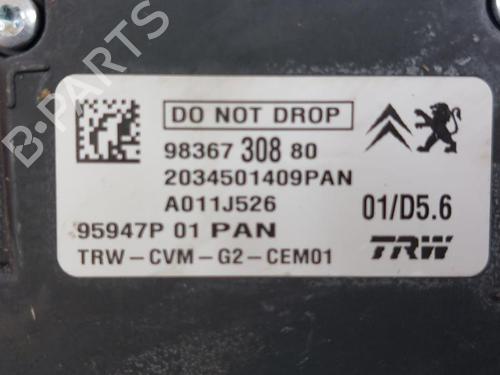 B-PARTS
DO NOT DROP
98367 308 80
2034501409PAN
A011J526
01/D5.6
95947P 01 PAN
TRW-CVM-G2-CEM01
TRW